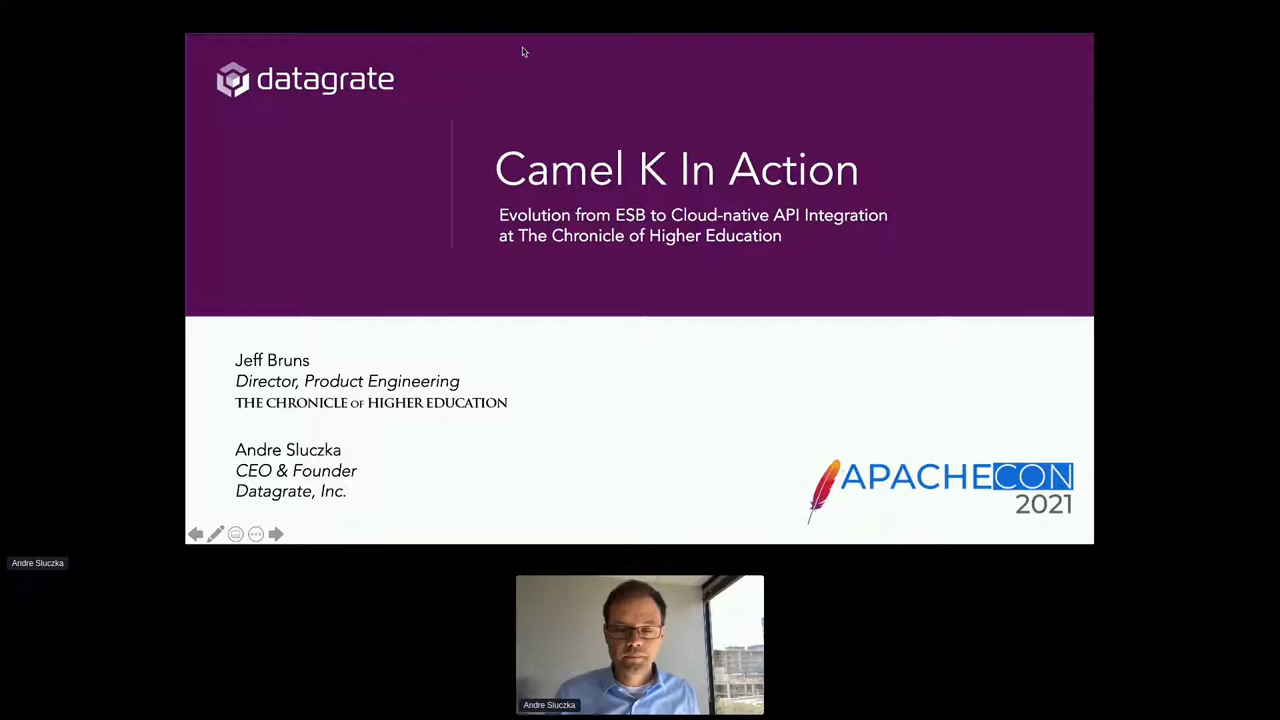 datagrate
Camel K In Action
Evolution from ESB to Cloud-native API Integration
at The Chronicle of Higher Education
Jeff Bruns
Director, Product Engineering
THE CHRONICLE OF HIGHER EDUCATION
Andre Sluczka
CEO & Founder
Datagrate, Inc.
APACHECON
2021
Andre Sluczka
Andre Sluczka